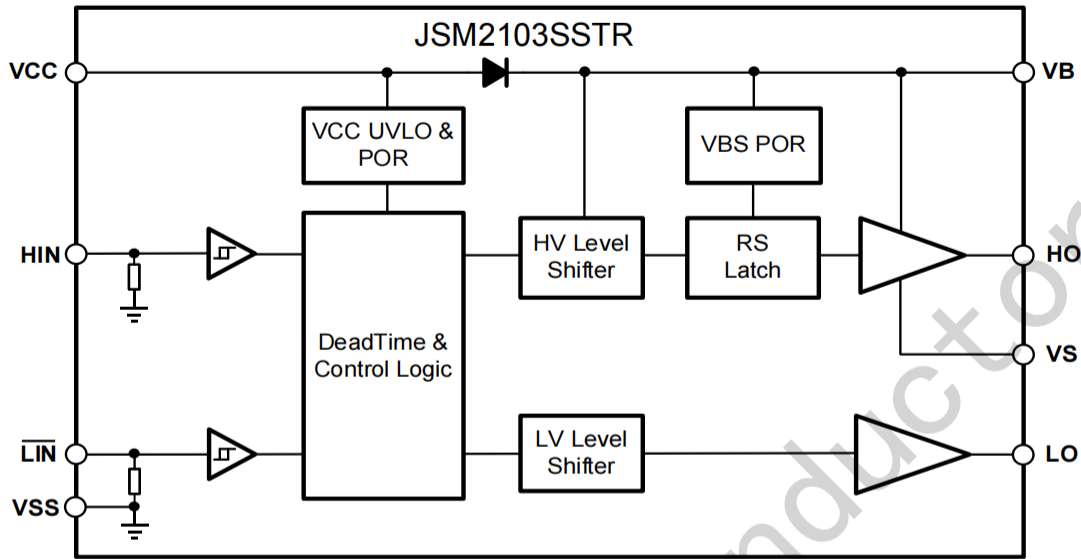 JSM2103SSTR
VCC
VB
VCC UVLO &
POR
VBS POR
HIN
HV Level
Shifter
RS
Latch
HO
DeadTime &
Control Logic
VS
L̅I̅N̅
LV Level
Shifter
LO
VSS
nductor